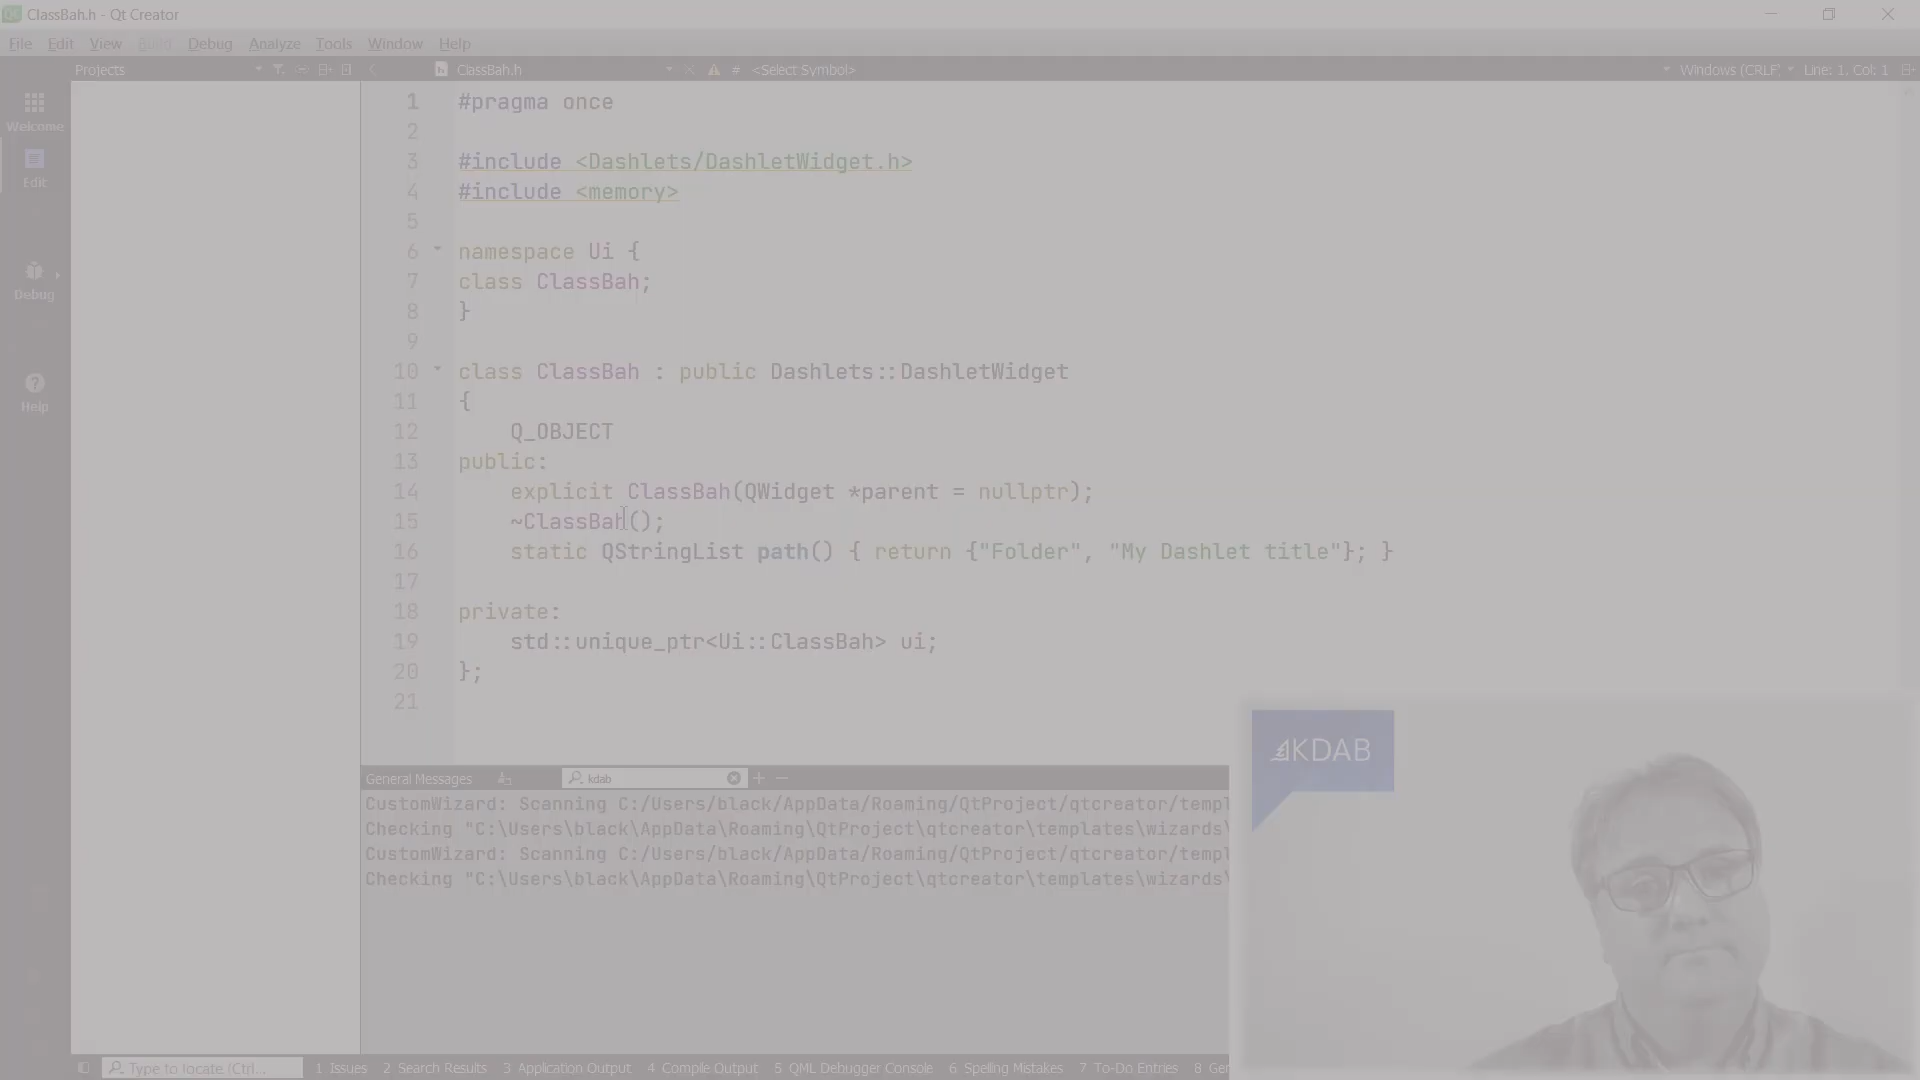 ClassBah.h - Qt Creator
File Edit View Build Debug Analyze Tools Window Help
Projects
ClassBah.h
# <Select Symbol>
Windows (CRLF)
Line: 1, Col: 1
Welcome
Edit
Debug
Help
1 #pragma once
2
3 #include <Dashlets/DashletWidget.h>
4 #include <memory>
5
6 namespace Ui {
7 class ClassBah;
8 }
9
10 class ClassBah : public Dashlets::DashletWidget
11 {
12 Q_OBJECT
13 public:
14 explicit ClassBah(QWidget *parent = nullptr);
15 ~ClassBah();
16 static QStringList path() { return {"Folder", "My Dashlet title"}; }
17
18 private:
19 std::unique_ptr<Ui::ClassBah> ui;
20 };
21
General Messages
kdab
CustomWizard: Scanning C:/Users/black/AppData/Roaming/QtProject/qtcreator/templ
Checking "C:\Users\black\AppData\Roaming\QtProject\qtcreator\templates\wizards\
CustomWizard: Scanning C:/Users/black/AppData/Roaming/QtProject/qtcreator/templ
Checking "C:\Users\black\AppData\Roaming\QtProject\qtcreator\templates\wizards\
KDAB
Type to locate (Ctrl...
1 Issues 2 Search Results 3 Application Output 4 Compile Output 5 QML Debugger Console 6 Spelling Mistakes 7 To-Do Entries 8 Ger